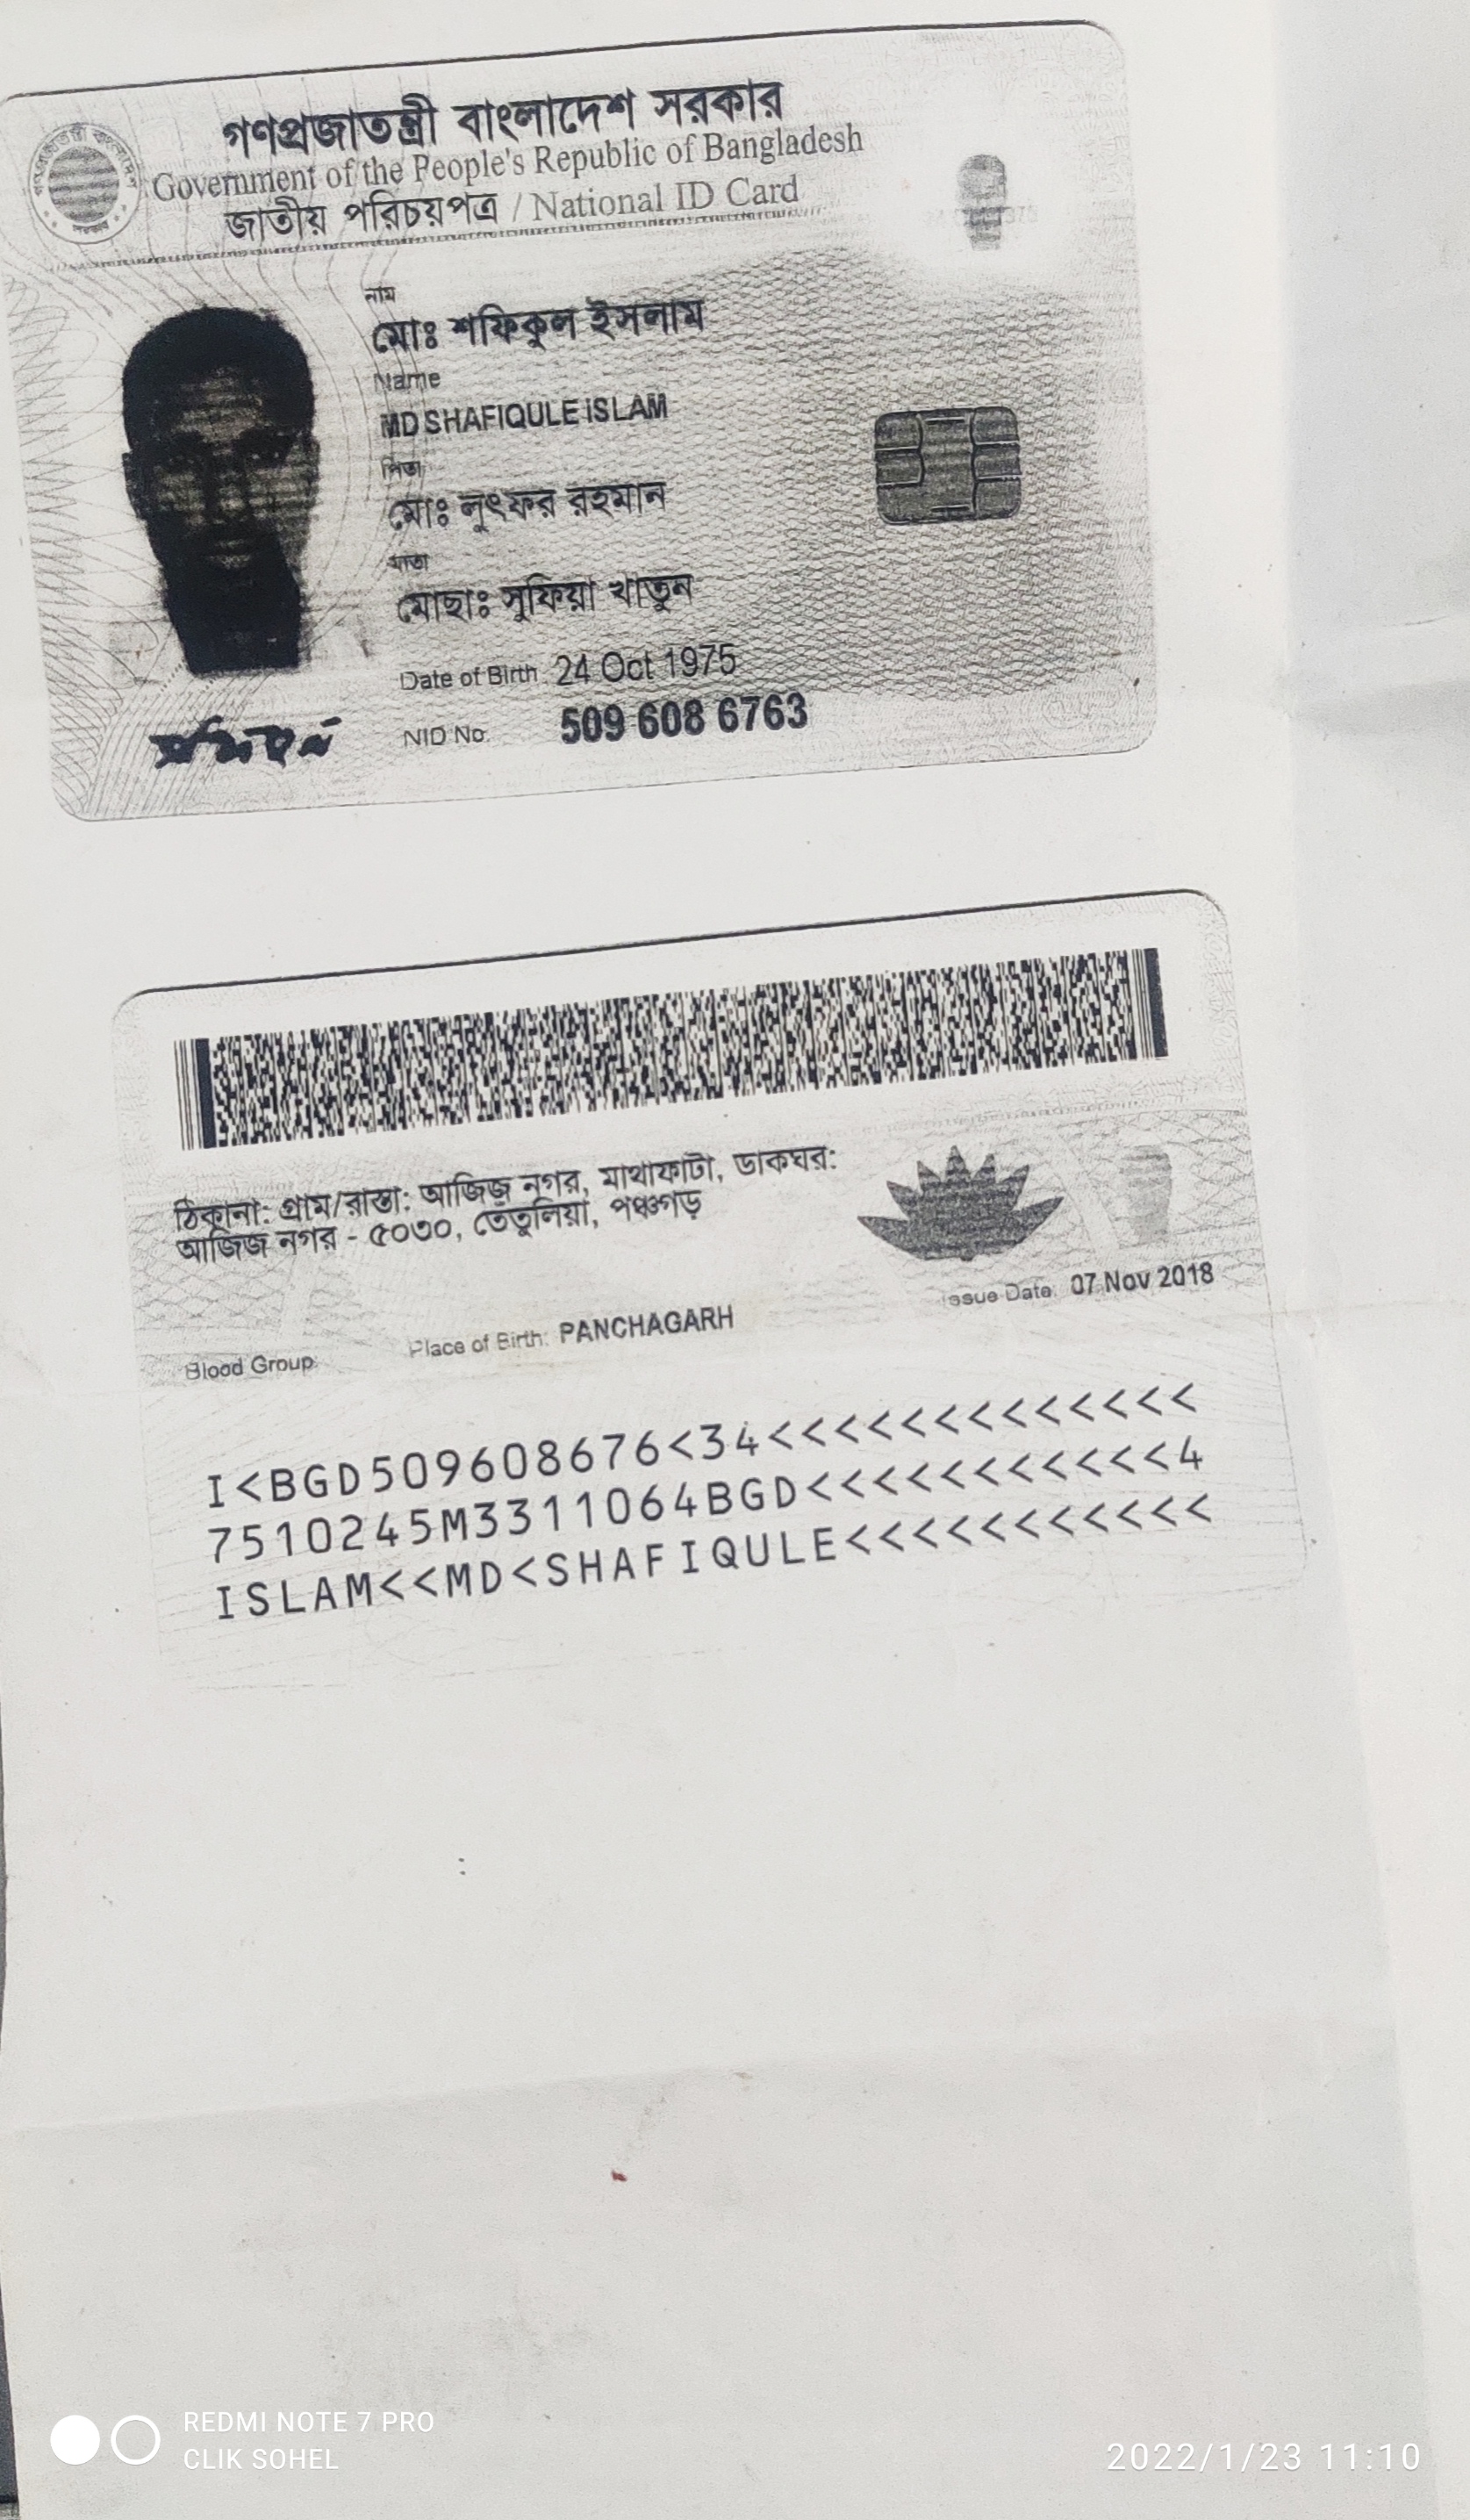 গণপ্রজাতন্ত্রী বাংলাদেশ সরকার
Government of the People's Republic of Bangladesh
জাতীয় পরিচয়পত্র / National ID Card
নাম
মোঃ শফিকুল ইসলাম
Name
MD SHAFIQULE ISLAM
পিতা
মোঃ লুৎফর রহমান
মাতা
মোছাঃ সুফিয়া খাতুন
Date of Birth 24 Oct 1975
NID No. 509 608 6763
ঠিকানা: গ্রাম/রাস্তা: আজিজ নগর, মাথাফাটা, ডাকঘর:
আজিজ নগর - ৫০৩০, তেঁতুলিয়া, পঞ্চগড়
Blood Group: Place of Birth: PANCHAGARH Issue Date: 07 Nov 2018
I<BGD509608676<34<<<<<<<<<<<<<
7510245M3311064BGD<<<<<<<<<<<4
ISLAM<<MD<SHAFIQULE<<<<<<<<<<<
REDMI NOTE 7 PRO
CLIK SOHEL
2022/1/23 11:10